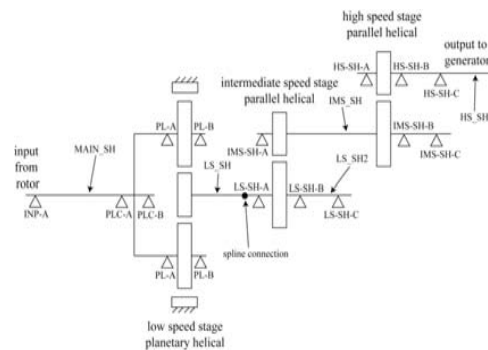 high speed stage
parallel helical
HS-SH-A
HS-SH-B
output to
generator
HS-SH-C
HS_SH
intermediate speed stage
parallel helical
IMS_SH
PL-A
PL-B
IMS-SH-A
IMS-SH-B
IMS-SH-C
input
from
rotor
MAIN_SH
LS_SH
LS_SH2
LS-SH-A
LS-SH-B
LS-SH-C
INP-A
PLC-A
PLC-B
spline connection
PL-A
PL-B
low speed stage
planetary helical